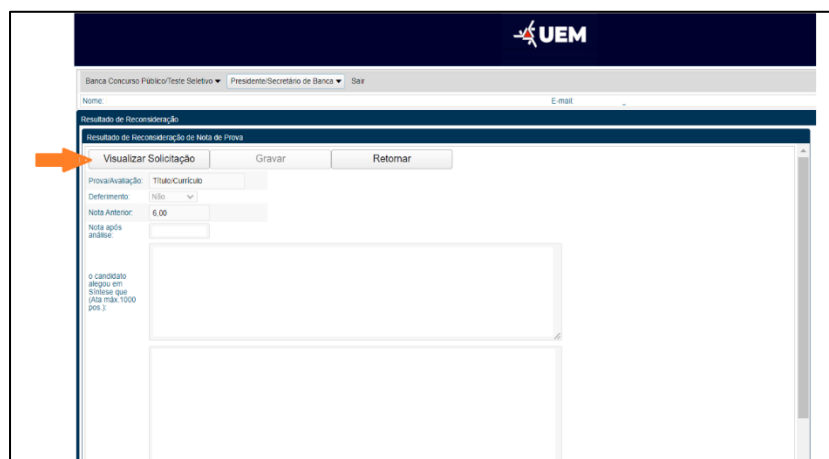 UEM
Banca Concurso Público/Teste Seletivo Presidente/Secretário de Banca Sair
Nome: E-mail:
Resultado de Reconsideração
Resultado de Reconsideração de Nota de Prova
Visualizar Solicitação Gravar Retornar
Prova/Avaliação: Título/Currículo
Deferimento: Não
Nota Anterior: 6,00
Nota após
análise:
o candidato
alegou em
Síntese que
(Ata máx.1000
pos.):